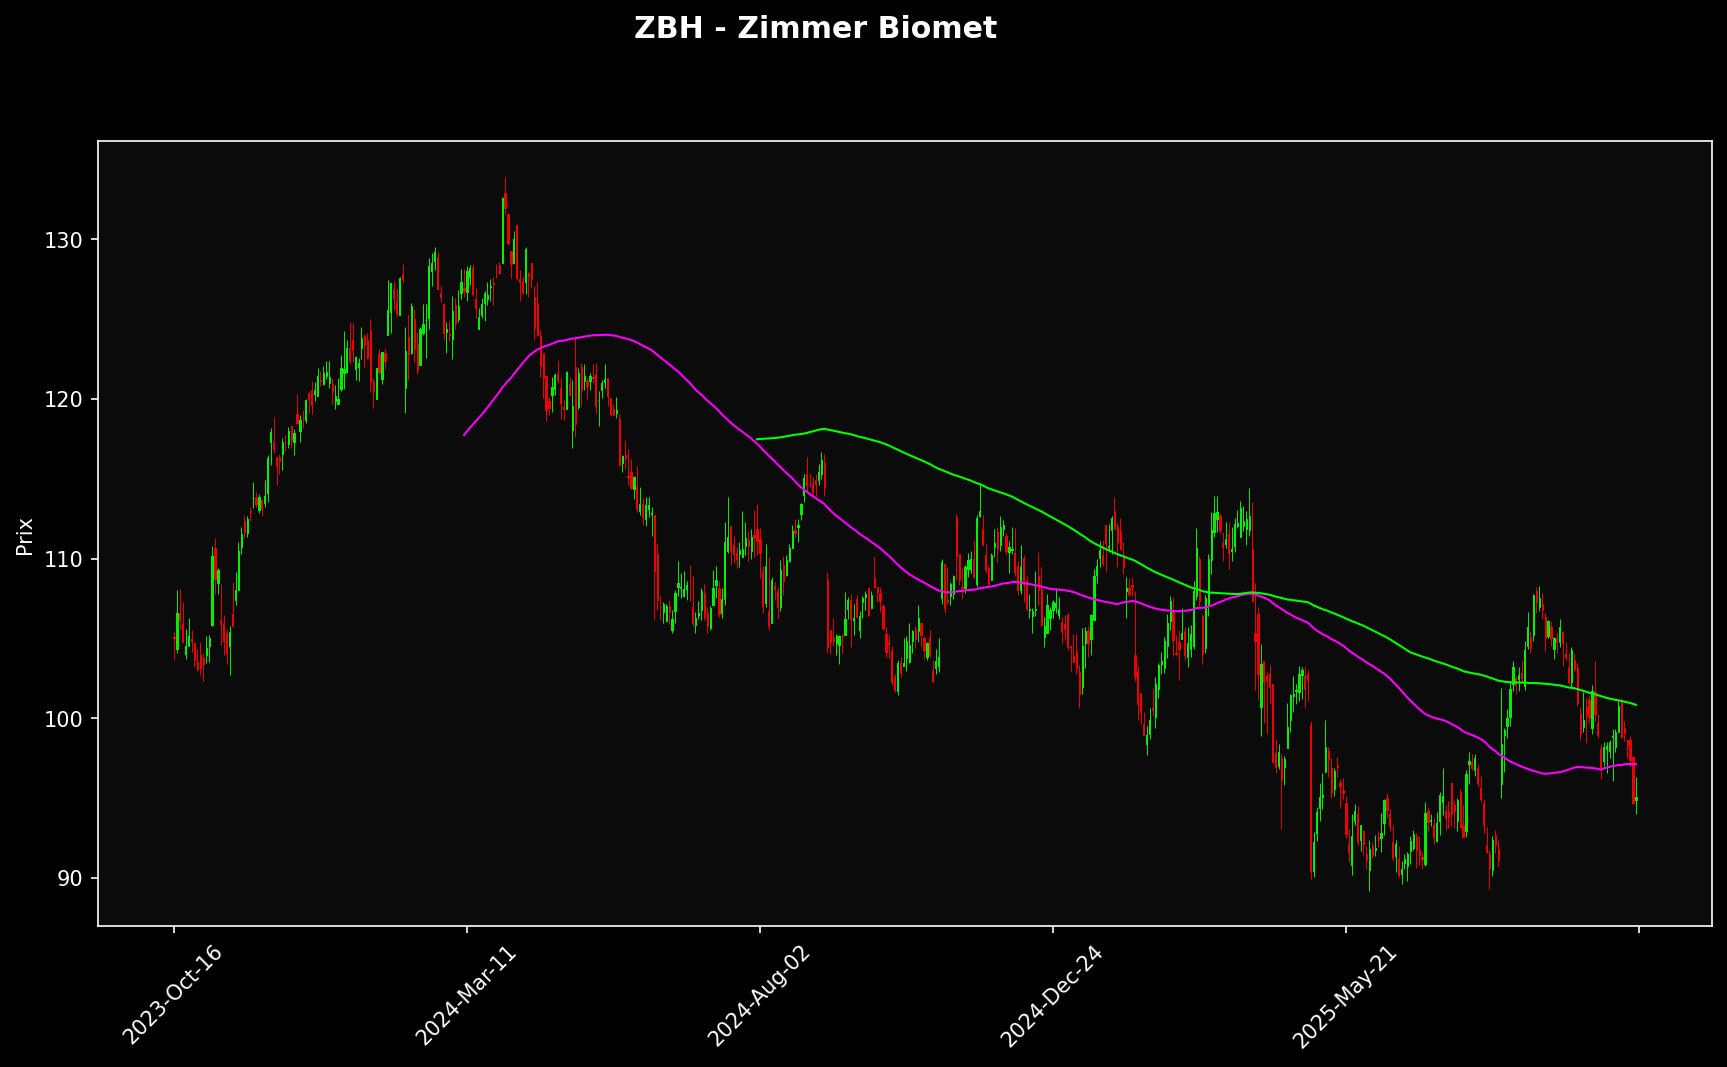 ZBH - Zimmer Biomet
Prix
130
120
110
100
90
2023-Oct-16
2024-Mar-11
2024-Aug-02
2024-Dec-24
2025-May-21